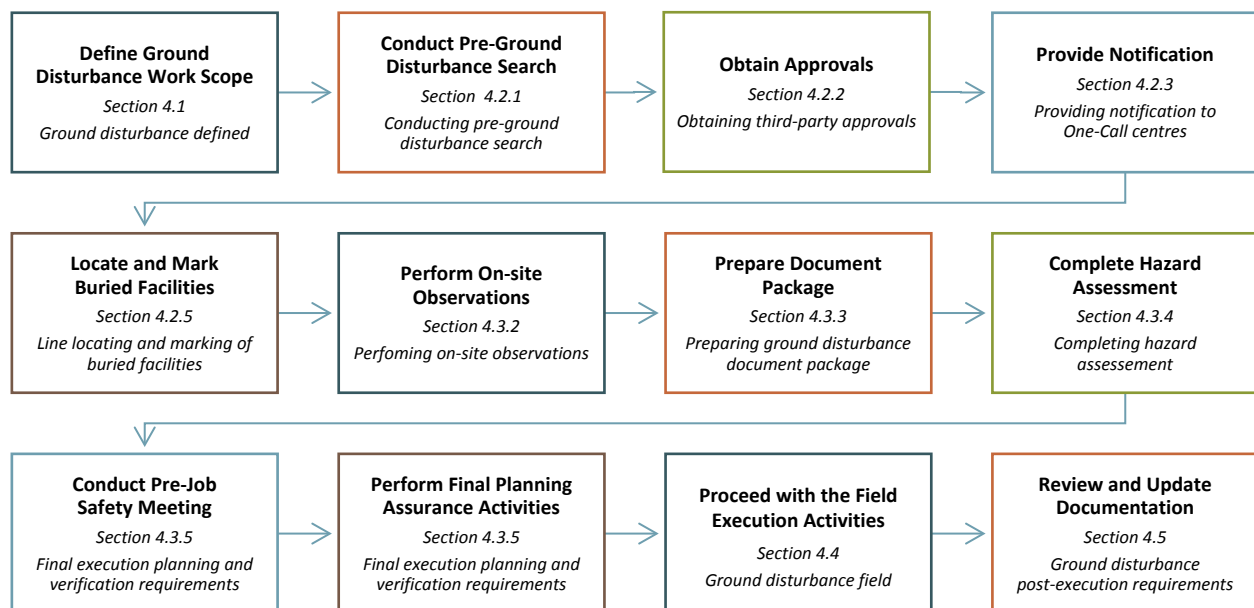 Define Ground
Disturbance Work Scope
Section 4.1
Ground disturbance defined
Conduct Pre-Ground
Disturbance Search
Section 4.2.1
Conducting pre-ground
disturbance search
Obtain Approvals
Section 4.2.2
Obtaining third-party approvals
Provide Notification
Section 4.2.3
Providing notification to
One-Call centres
Locate and Mark
Buried Facilities
Section 4.2.5
Line locating and marking of
buried facilities
Perform On-site
Observations
Section 4.3.2
Perfoming on-site observations
Prepare Document
Package
Section 4.3.3
Preparing ground disturbance
document package
Complete Hazard
Assessment
Section 4.3.4
Completing hazard
assessement
Conduct Pre-Job
Safety Meeting
Section 4.3.5
Final execution planning and
verification requirements
Perform Final Planning
Assurance Activities
Section 4.3.5
Final execution planning and
verification requirements
Proceed with the Field
Execution Activities
Section 4.4
Ground disturbance field
Review and Update
Documentation
Section 4.5
Ground disturbance
post-execution requirements